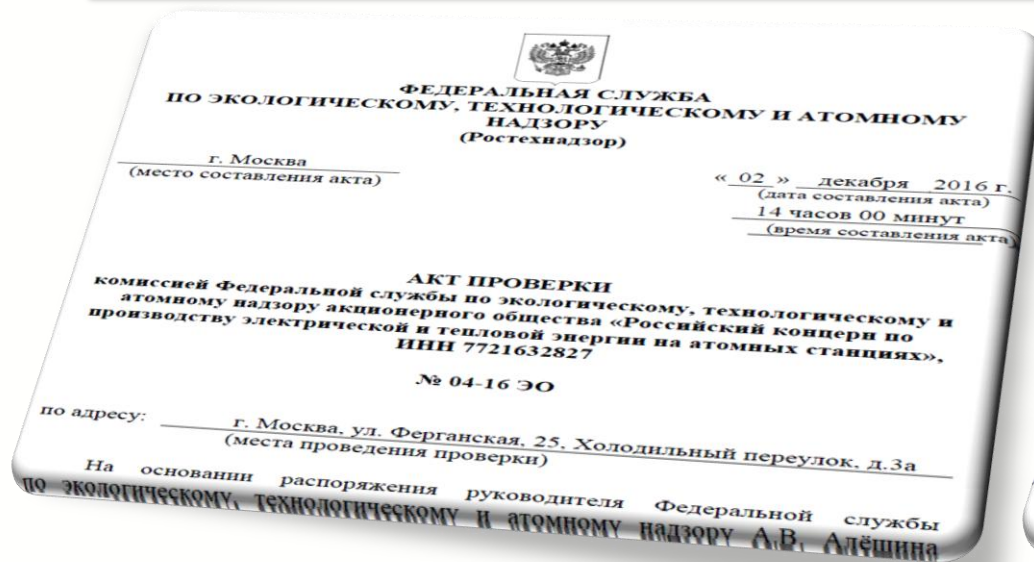 ФЕДЕРАЛЬНАЯ СЛУЖБА
ПО ЭКОЛОГИЧЕСКОМУ, ТЕХНОЛОГИЧЕСКОМУ И АТОМНОМУ
НАДЗОРУ
(Ростехнадзор)
г. Москва
(место составления акта)
« 02 » декабря 2016 г.
(дата составления акта)
14 часов 00 минут
(время составления акта)
АКТ ПРОВЕРКИ
комиссией Федеральной службы по экологическому, технологическому и
атомному надзору акционерного общества «Российский концерн по
производству электрической и тепловой энергии на атомных станциях»,
ИНН 7721632827
№ 04-16 ЭО
по адресу: г. Москва, ул. Ферганская, 25, Холодильный переулок, д.3а
(места проведения проверки)
На основании распоряжения руководителя Федеральной службы
по экологическому, технологическому и атомному надзору А.В. Алёшина